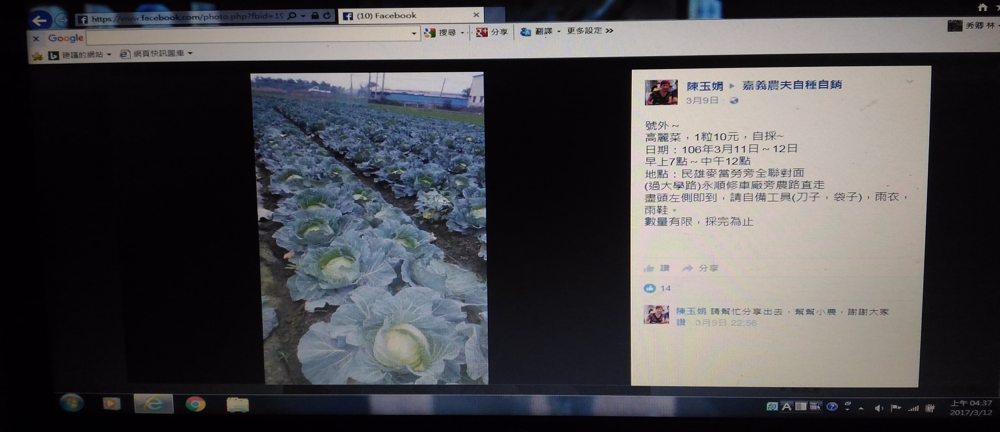 https://www.facebook.com/photo.php?fbid=19
(10) Facebook
Google
搜尋
分享
翻譯
更多設定
秀卿 林
建議的網站
網頁快訊圖庫
陳玉娟 ▸ 嘉義農夫自種自銷
3月9日
號外~
高麗菜，1粒10元，自採~
日期：106年3月11日~12日
早上7點~中午12點
地點：民雄麥當勞旁全聯對面
(過大學路)永順修車廠旁農路直走
盡頭左側即到，請自備工具(刀子，袋子)，雨衣，
雨鞋。
數量有限，採完為止
讚 分享
14
陳玉娟 請幫忙分享出去，幫幫小農，謝謝大家
讚 · 3月9日 22:58
上午 04:37
2017/3/12